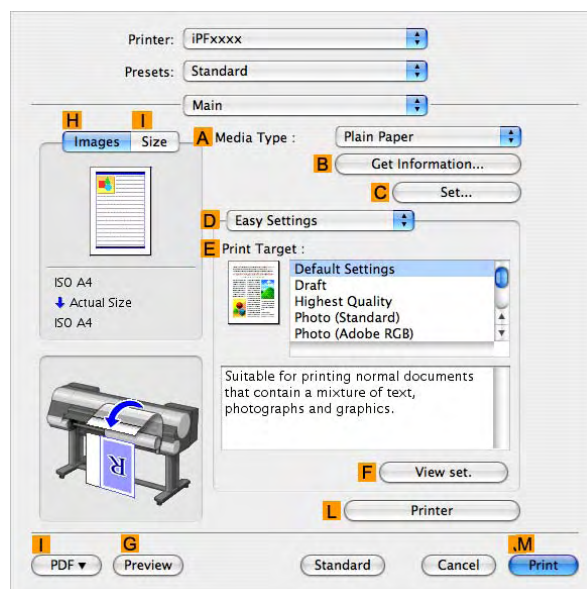 Printer: iPFxxxx
Presets: Standard
Main
H I
Images Size
A Media Type : Plain Paper
B Get Information...
C Set...
D Easy Settings
E Print Target :
Default Settings
Draft
Highest Quality
Photo (Standard)
Photo (Adobe RGB)
ISO A4
Actual Size
ISO A4
Suitable for printing normal documents
that contain a mixture of text,
photographs and graphics.
R
F View set.
L Printer
I G .M
PDF Preview Standard Cancel Print